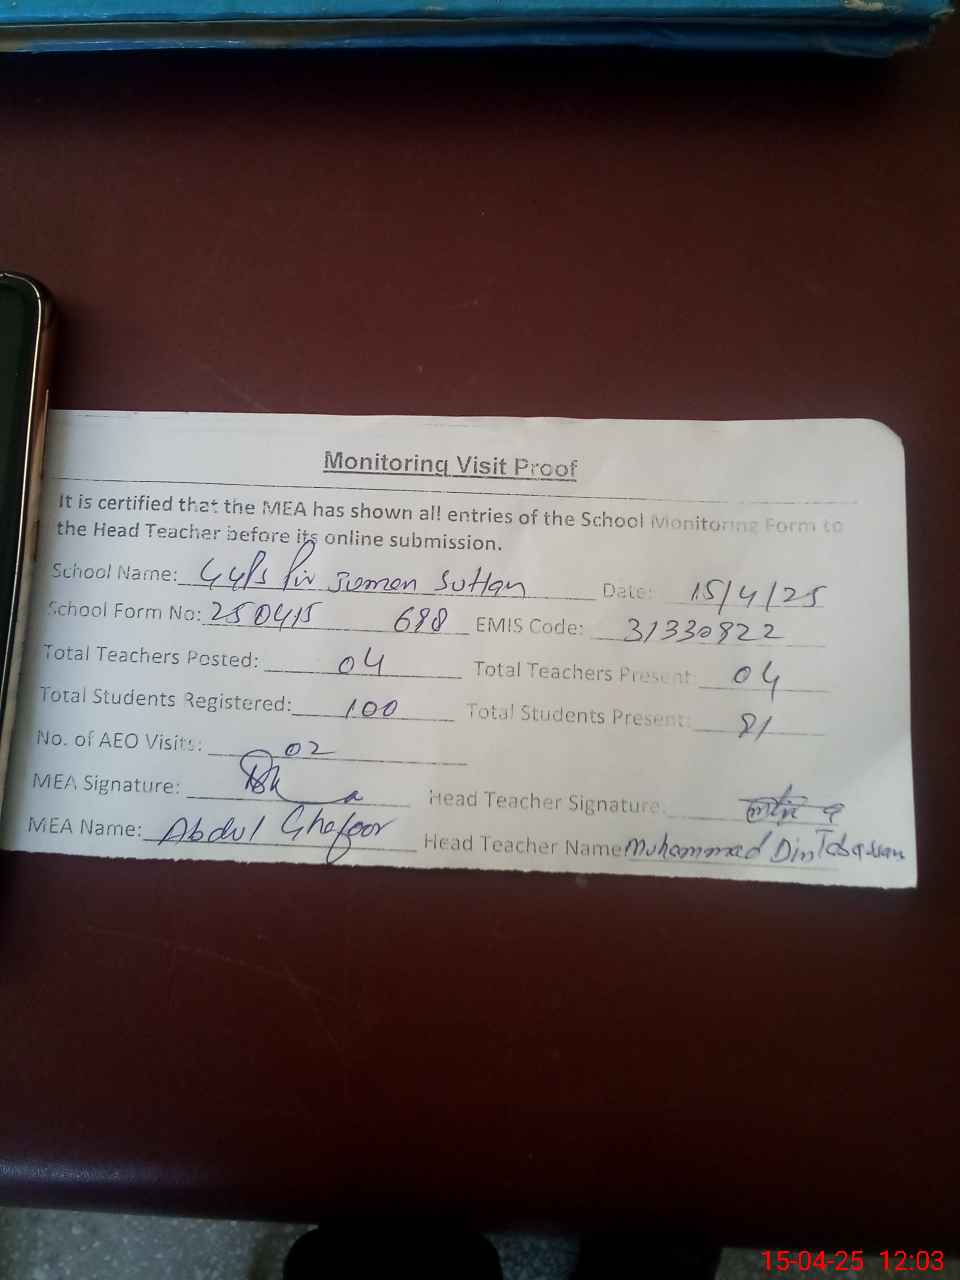 Monitoring Visit Proof
It is certified that the MEA has shown all entries of the School Monitoring Form to
the Head Teacher before its online submission.
School Name: Pir Sultan Date: 15/4/25
School Form No: 250415 698 EMIS Code: 31330822
Total Teachers Posted: 04 Total Teachers Present: 04
Total Students Registered: 100 Total Students Present: 81
No. of AEO Visits: 02
MEA Signature: Head Teacher Signature:
MEA Name: Abdul Ghafoor Head Teacher Name Muhammad Din Tabassam
15-04-25 12:03